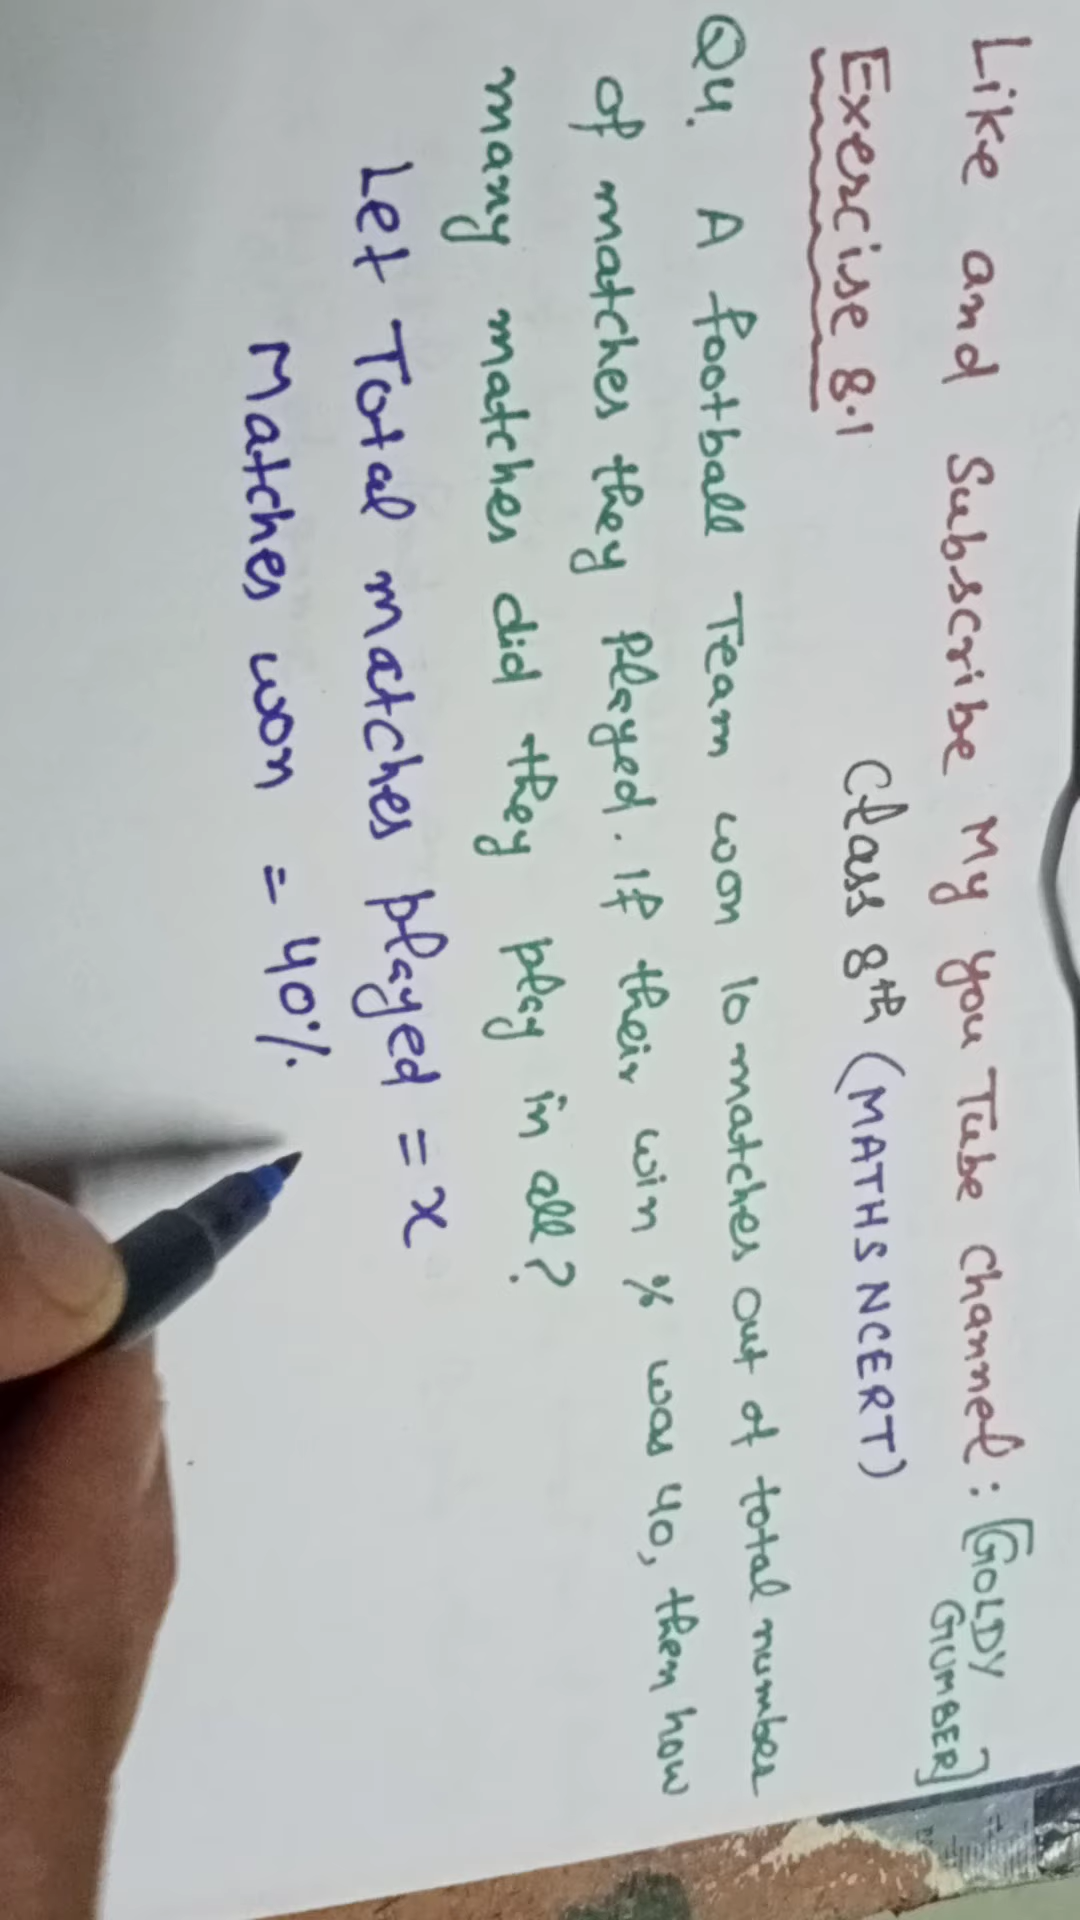 Like and Subscribe My YouTube channel: [GOLDY GUMBER]
Exercise 8.1 Class 8th (MATHS NCERT)
Q4. A football Team won 10 matches out of total number
of matches they played. If their win % was 40, then how
many matches did they play in all?
Let Total matches played = x
Matches won = 40%